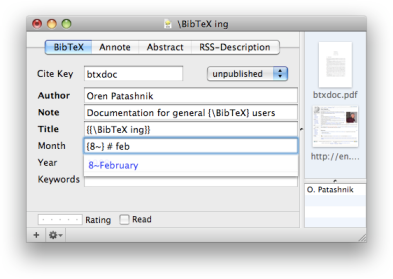 \BibTeX ing
BibTeX Annote Abstract RSS-Description
Cite Key btxdoc unpublished
Author Oren Patashnik
Note Documentation for general {\BibTeX} users
Title {{\BibTeX ing}}
Month {8~} # feb
Year 8~February
Keywords
Rating Read
btxdoc.pdf
http://en....
O. Patashnik